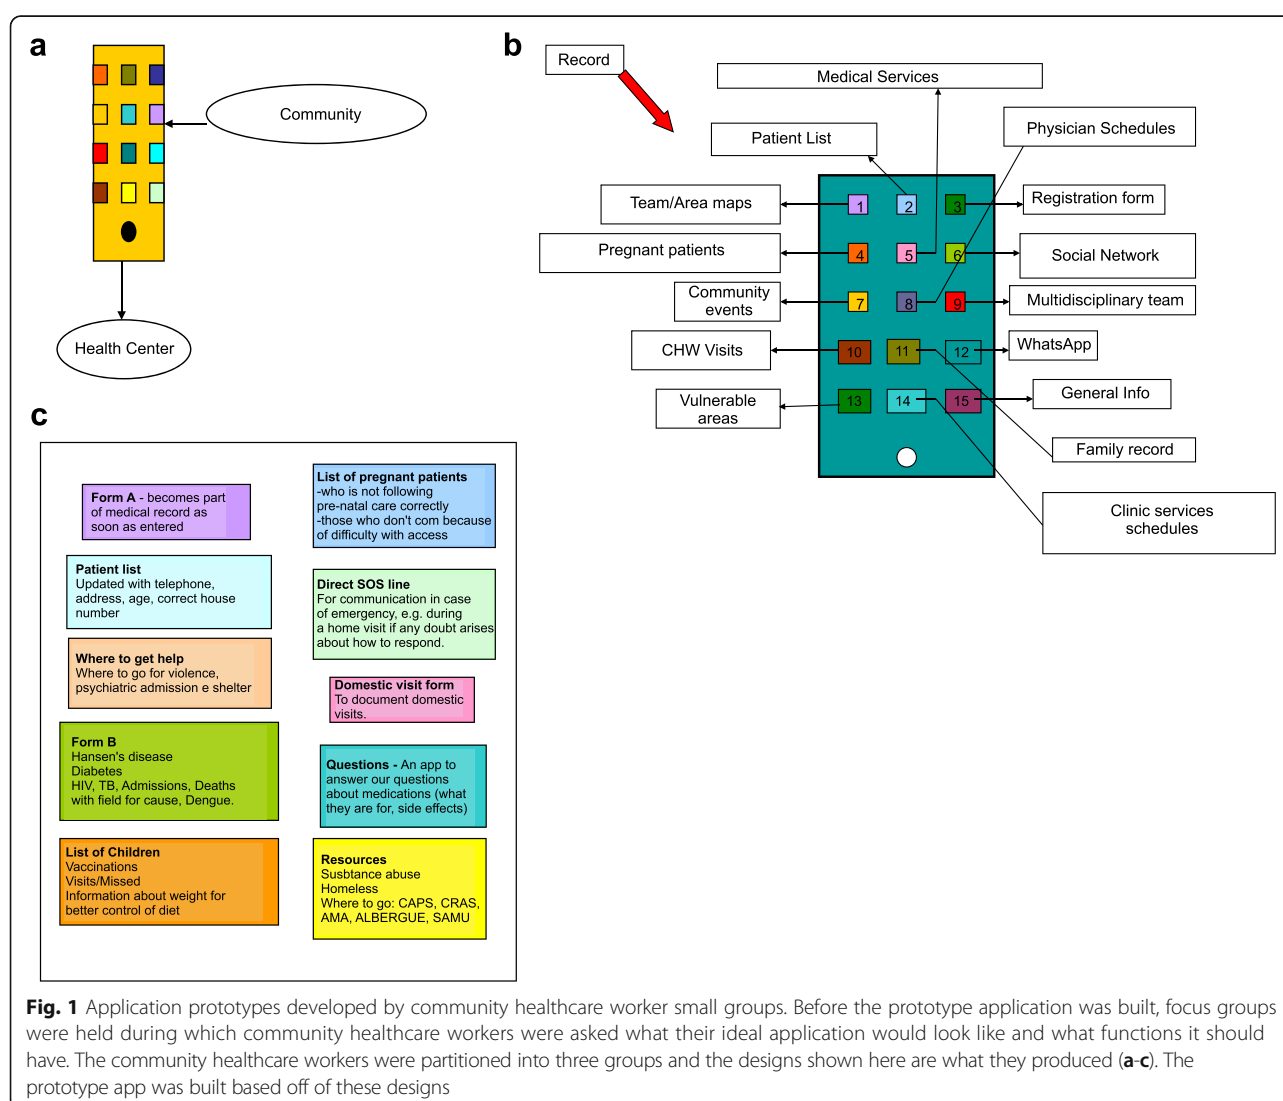 a
Community
Health Center
b
Record
Medical Services
Patient List
Physician Schedules
Team/Area maps
1
2
3
Registration form
Pregnant patients
4
5
6
Social Network
Community
events
7
8
9
Multidisciplinary team
CHW Visits
10
11
12
WhatsApp
Vulnerable
areas
13
14
15
General Info
Family record
Clinic services
schedules
c
Form A - becomes part
of medical record as
soon as entered
List of pregnant patients
-who is not following
pre-natal care correctly
-those who don't com because
of difficulty with access
Patient list
Updated with telephone,
address, age, correct house
number
Direct SOS line
For communication in case
of emergency, e.g. during
a home visit if any doubt arises
about how to respond.
Where to get help
Where to go for violence,
psychiatric admission e shelter
Domestic visit form
To document domestic
visits.
Form B
Hansen's disease
Diabetes
HIV, TB, Admissions, Deaths
with field for cause, Dengue.
Questions - An app to
answer our questions
about medications (what
they are for, side effects)
List of Children
Vaccinations
Visits/Missed
Information about weight for
better control of diet
Resources
Susbtance abuse
Homeless
Where to go: CAPS, CRAS,
AMA, ALBERGUE, SAMU
Fig. 1 Application prototypes developed by community healthcare worker small groups. Before the prototype application was built, focus groups
were held during which community healthcare workers were asked what their ideal application would look like and what functions it should
have. The community healthcare workers were partitioned into three groups and the designs shown here are what they produced (a-c). The
prototype app was built based off of these designs